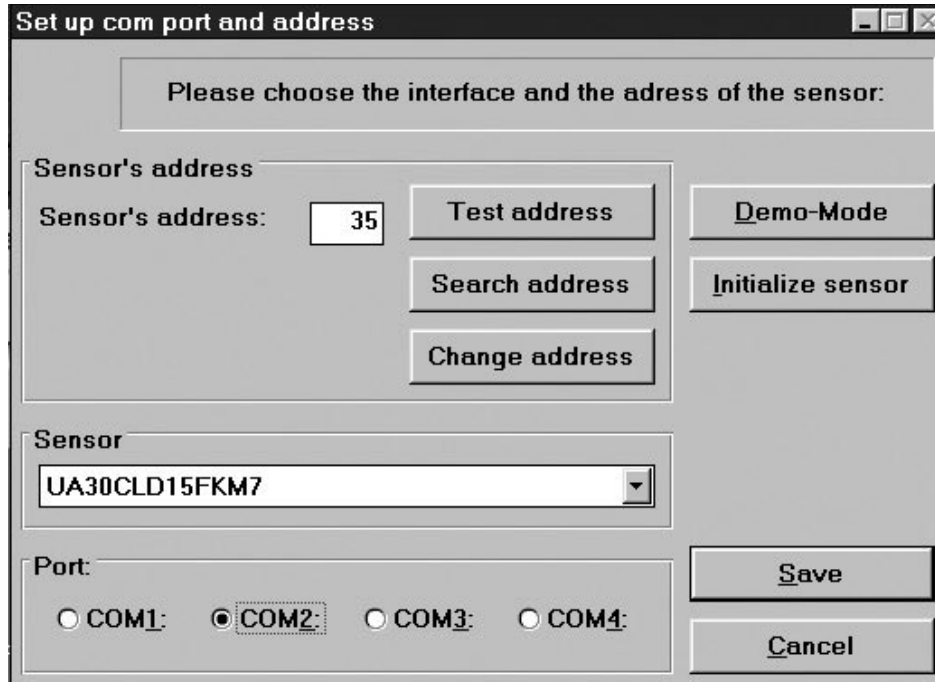 Set up com port and address
Please choose the interface and the adress of the sensor:
Sensor's address
Sensor's address: 35
Test address
Demo-Mode
Search address
Initialize sensor
Change address
Sensor
UA30CLD15FKM7
Port:
Save
COM1: COM2: COM3: COM4:
Cancel